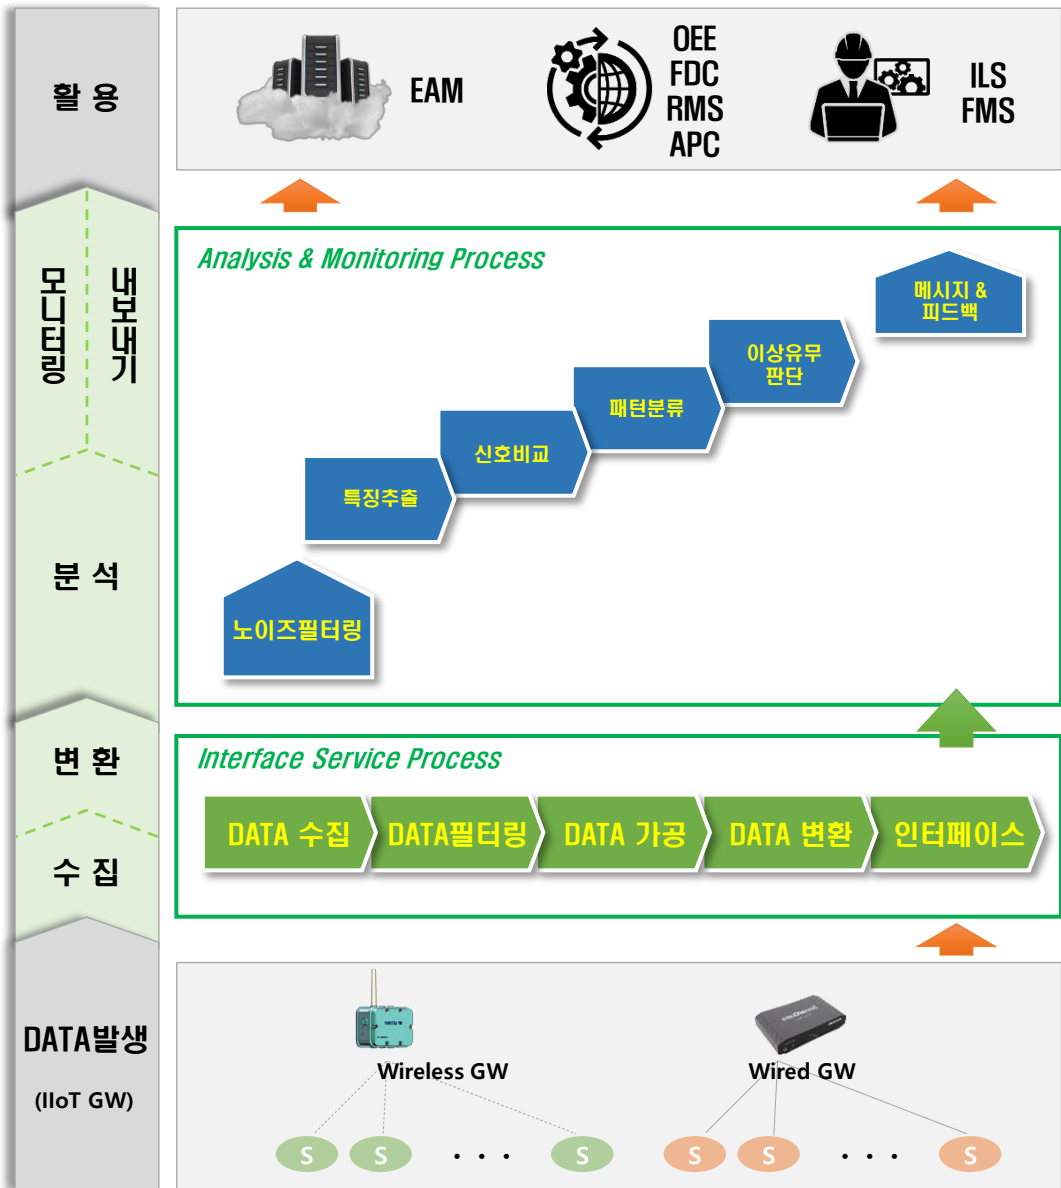 활 용
EAM
OEE
FDC
RMS
APC
ILS
FMS
모니터링
내보내기
Analysis & Monitoring Process
메시지 &
피드백
이상유무
판단
패턴분류
신호비교
특징추출
분 석
노이즈필터링
변 환
Interface Service Process
DATA 수집
DATA필터링
DATA 가공
DATA 변환
인터페이스
수 집
DATA발생
(IIoT GW)
Wireless GW
Wired GW
S
S
. . .
S
S
S
. . .
S